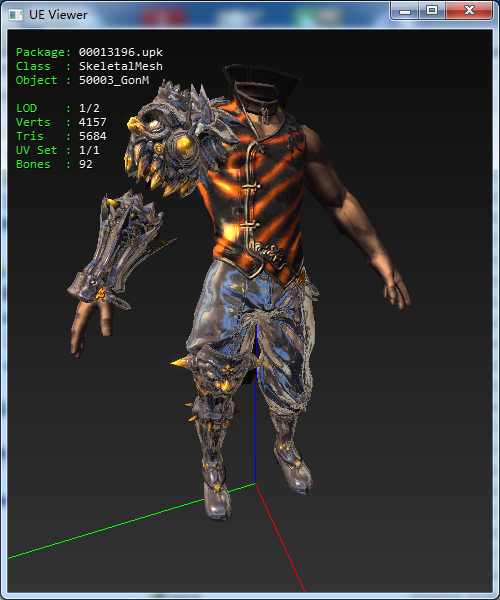 UE Viewer
Package: 00013196.upk
Class : SkeletalMesh
Object : 50003_GonM
LOD : 1/2
Verts : 4157
Tris : 5684
UV Set : 1/1
Bones : 92